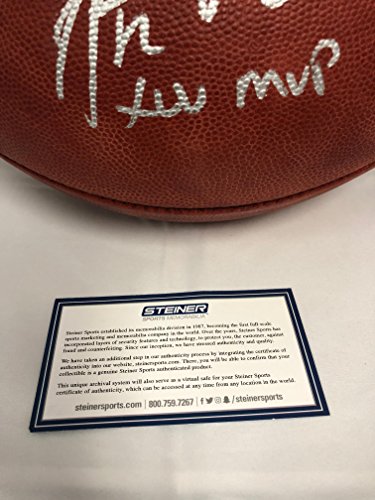 MVP
STEINER
SPORTS MEMORABILIA
Steiner Sports established its memorabilia division in 1987, becoming the first full scale
sports marketing and memorabilia company in the world. Over the years, Steiner Sports has
incorporated layers of security features and technology, to protect you, the customer, against
fraud and counterfeiting. Since our inception, we have stressed authenticity and quality.
We have taken an additional step in our authenticity process by integrating the certificate of
authenticity into our website, steinersports.com. There, you will be able to confirm that your
collectible is a genuine Steiner Sports authenticated product.
This unique archival system will also serve as a virtual safe for your Steiner Sports
certificate of authenticity, which can be accessed at any time from any location in the world.
steinersports.com | 800.759.7267 | /steinersports